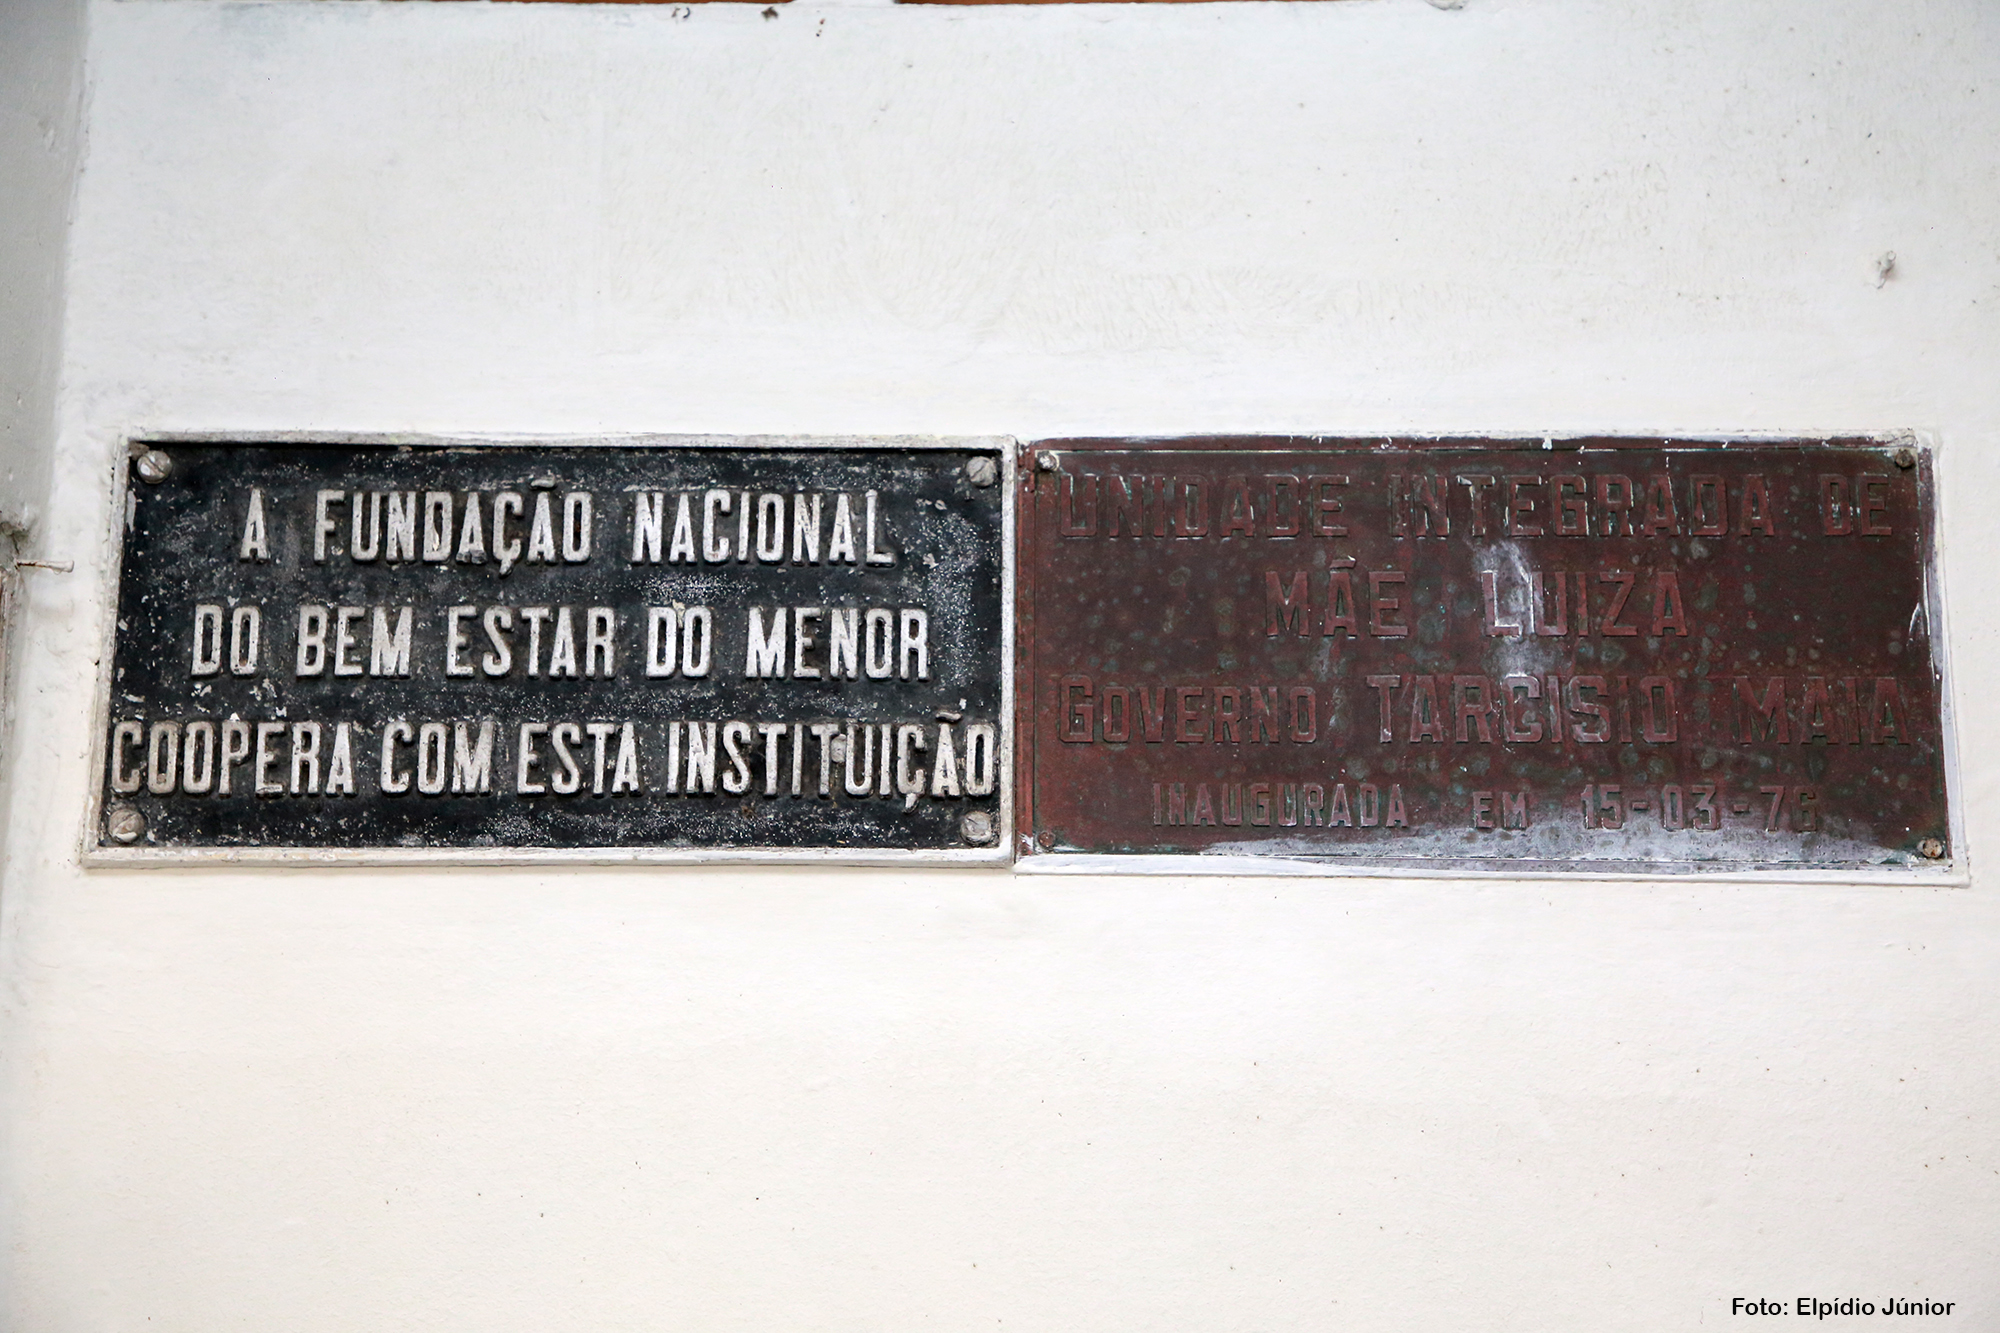 A FUNDAÇÃO NACIONAL
DO BEM ESTAR DO MENOR
COOPERA COM ESTA INSTITUIÇÃO
UNIDADE INTEGRADA DE
MÃE LUIZA
GOVERNO TARCISIO MAIA
INAUGURADA EM 15-03-76
Foto: Elpídio Júnior